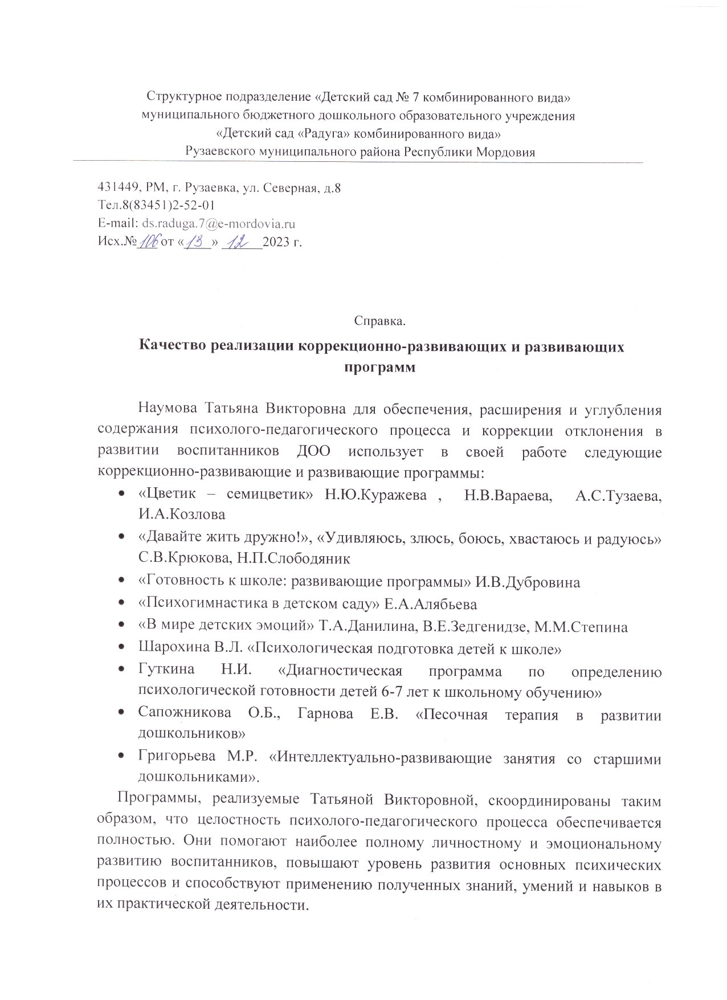 Структурное подразделение «Детский сад № 7 комбинированного вида»
муниципального бюджетного дошкольного образовательного учреждения
«Детский сад «Радуга» комбинированного вида»
Рузаевского муниципального района Республики Мордовия
431449, РМ, г. Рузаевка, ул. Северная, д.8
Тел.8(83451)2-52-01
E-mail: ds.raduga.7@e-mordovia.ru
Исх.№ 106 от « 13 » 12 2023 г.
Справка.
Качество реализации коррекционно-развивающих и развивающих
программ
Наумова Татьяна Викторовна для обеспечения, расширения и углубления
содержания психолого-педагогического процесса и коррекции отклонения в
развитии воспитанников ДОО использует в своей работе следующие
коррекционно-развивающие и развивающие программы:
• «Цветик – семицветик» Н.Ю.Куражева , Н.В.Вараева, А.С.Тузаева,
И.А.Козлова
• «Давайте жить дружно!», «Удивляюсь, злюсь, боюсь, хвастаюсь и радуюсь»
С.В.Крюкова, Н.П.Слободяник
• «Готовность к школе: развивающие программы» И.В.Дубровина
• «Психогимнастика в детском саду» Е.А.Алябьева
• «В мире детских эмоций» Т.А.Данилина, В.Е.Зедгенидзе, М.М.Степина
• Шарохина В.Л. «Психологическая подготовка детей к школе»
• Гуткина Н.И. «Диагностическая программа по определению
психологической готовности детей 6-7 лет к школьному обучению»
• Сапожникова О.Б., Гарнова Е.В. «Песочная терапия в развитии
дошкольников»
• Григорьева М.Р. «Интеллектуально-развивающие занятия со старшими
дошкольниками».
Программы, реализуемые Татьяной Викторовной, скоординированы таким
образом, что целостность психолого-педагогического процесса обеспечивается
полностью. Они помогают наиболее полному личностному и эмоциональному
развитию воспитанников, повышают уровень развития основных психических
процессов и способствуют применению полученных знаний, умений и навыков в
их практической деятельности.